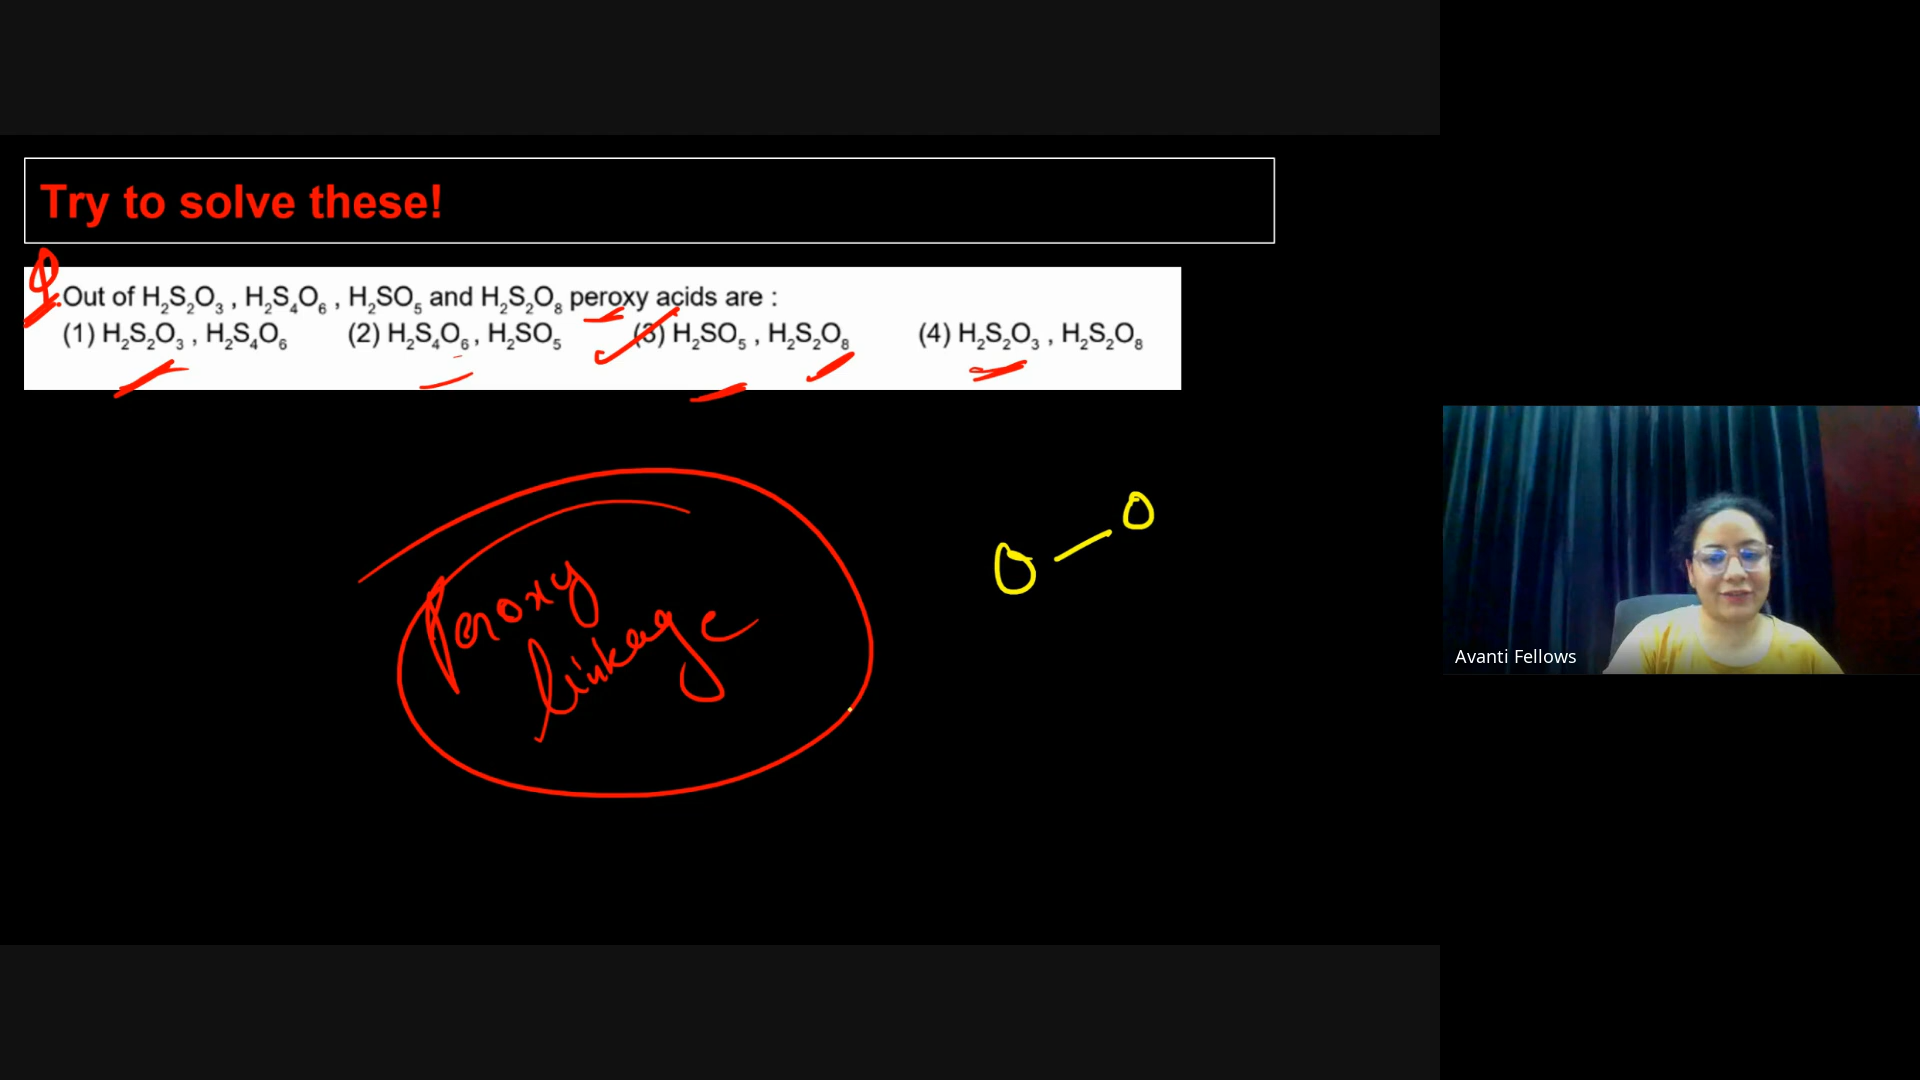 Try to solve these!
Q.Out of H₂S₂O₃ , H₂S₄O₆ , H₂SO₅ and H₂S₂O₈ peroxy acids are :
(1) H₂S₂O₃ , H₂S₄O₆ (2) H₂S₄O₆ , H₂SO₅ (3) H₂SO₅ , H₂S₂O₈ (4) H₂S₂O₃ , H₂S₂O₈
O — O
Peroxy
linkage
Avanti Fellows